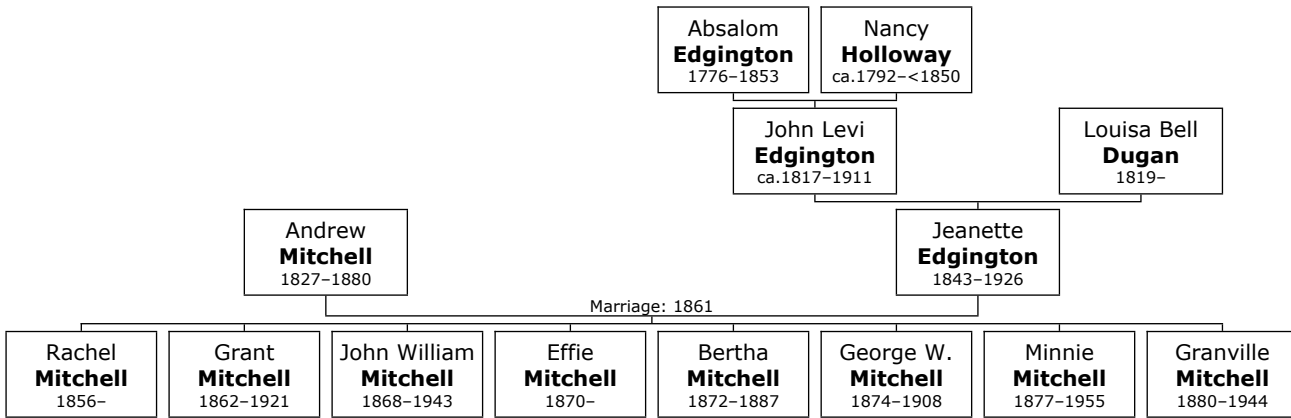 Absalom
Edgington
1776–1853
Nancy
Holloway
ca.1792–<1850
John Levi
Edgington
ca.1817–1911
Louisa Bell
Dugan
1819–
Andrew
Mitchell
1827–1880
Jeanette
Edgington
1843–1926
Marriage: 1861
Rachel
Mitchell
1856–
Grant
Mitchell
1862–1921
John William
Mitchell
1868–1943
Effie
Mitchell
1870–
Bertha
Mitchell
1872–1887
George W.
Mitchell
1874–1908
Minnie
Mitchell
1877–1955
Granville
Mitchell
1880–1944